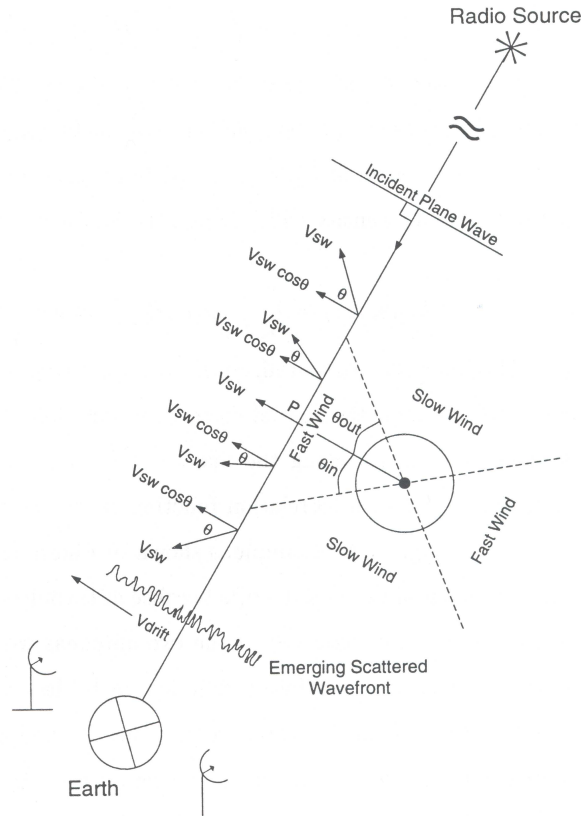 Radio Source
Incident Plane Wave
Vsw
Vsw cosθ
θ
Vsw
Vsw cosθ
θ
Vsw
P
Fast Wind
θout
θin
Slow Wind
Vsw cosθ
Vsw
θ
Vsw cosθ
θ
Vsw
Slow Wind
Fast Wind
Vdrift
Emerging Scattered
Wavefront
Earth